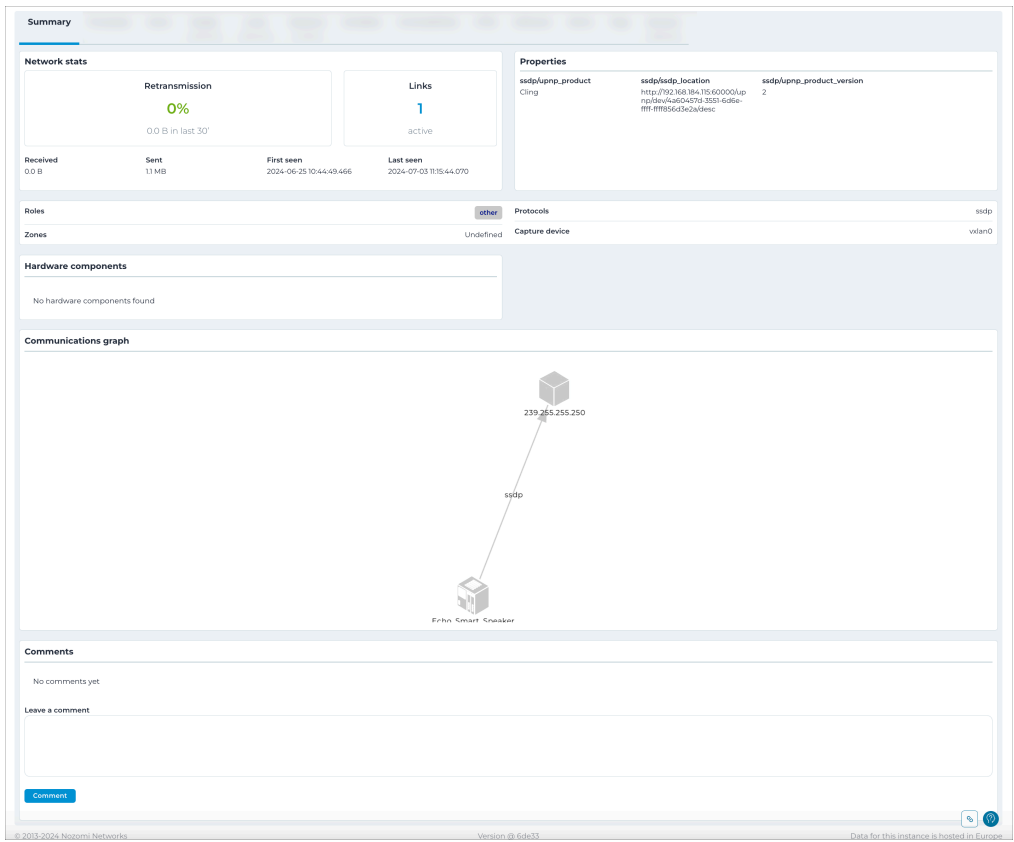 Summary
Network stats
Retransmission
0%
0.0 B in last 30'
Links
1
active
Received
0.0 B
Sent
1.1 MB
First seen
2024-06-25 10:44:49.466
Last seen
2024-07-03 11:15:44.070
Properties
ssdp/upnp_product
Cling
ssdp/ssdp_location
http://192.168.184.115:60000/up
np/dev/4a60457d-3551-6d6e-
ffff-ffff856d3e2a/desc
ssdp/upnp_product_version
2
Roles
other
Zones
Undefined
Protocols
ssdp
Capture device
vxlan0
Hardware components
No hardware components found
Communications graph
239.255.255.250
ssdp
Echo_Smart_Speaker
Comments
No comments yet
Leave a comment
Comment
© 2013-2024 Nozomi Networks
Version @ 6de33
Data for this instance is hosted in Europe